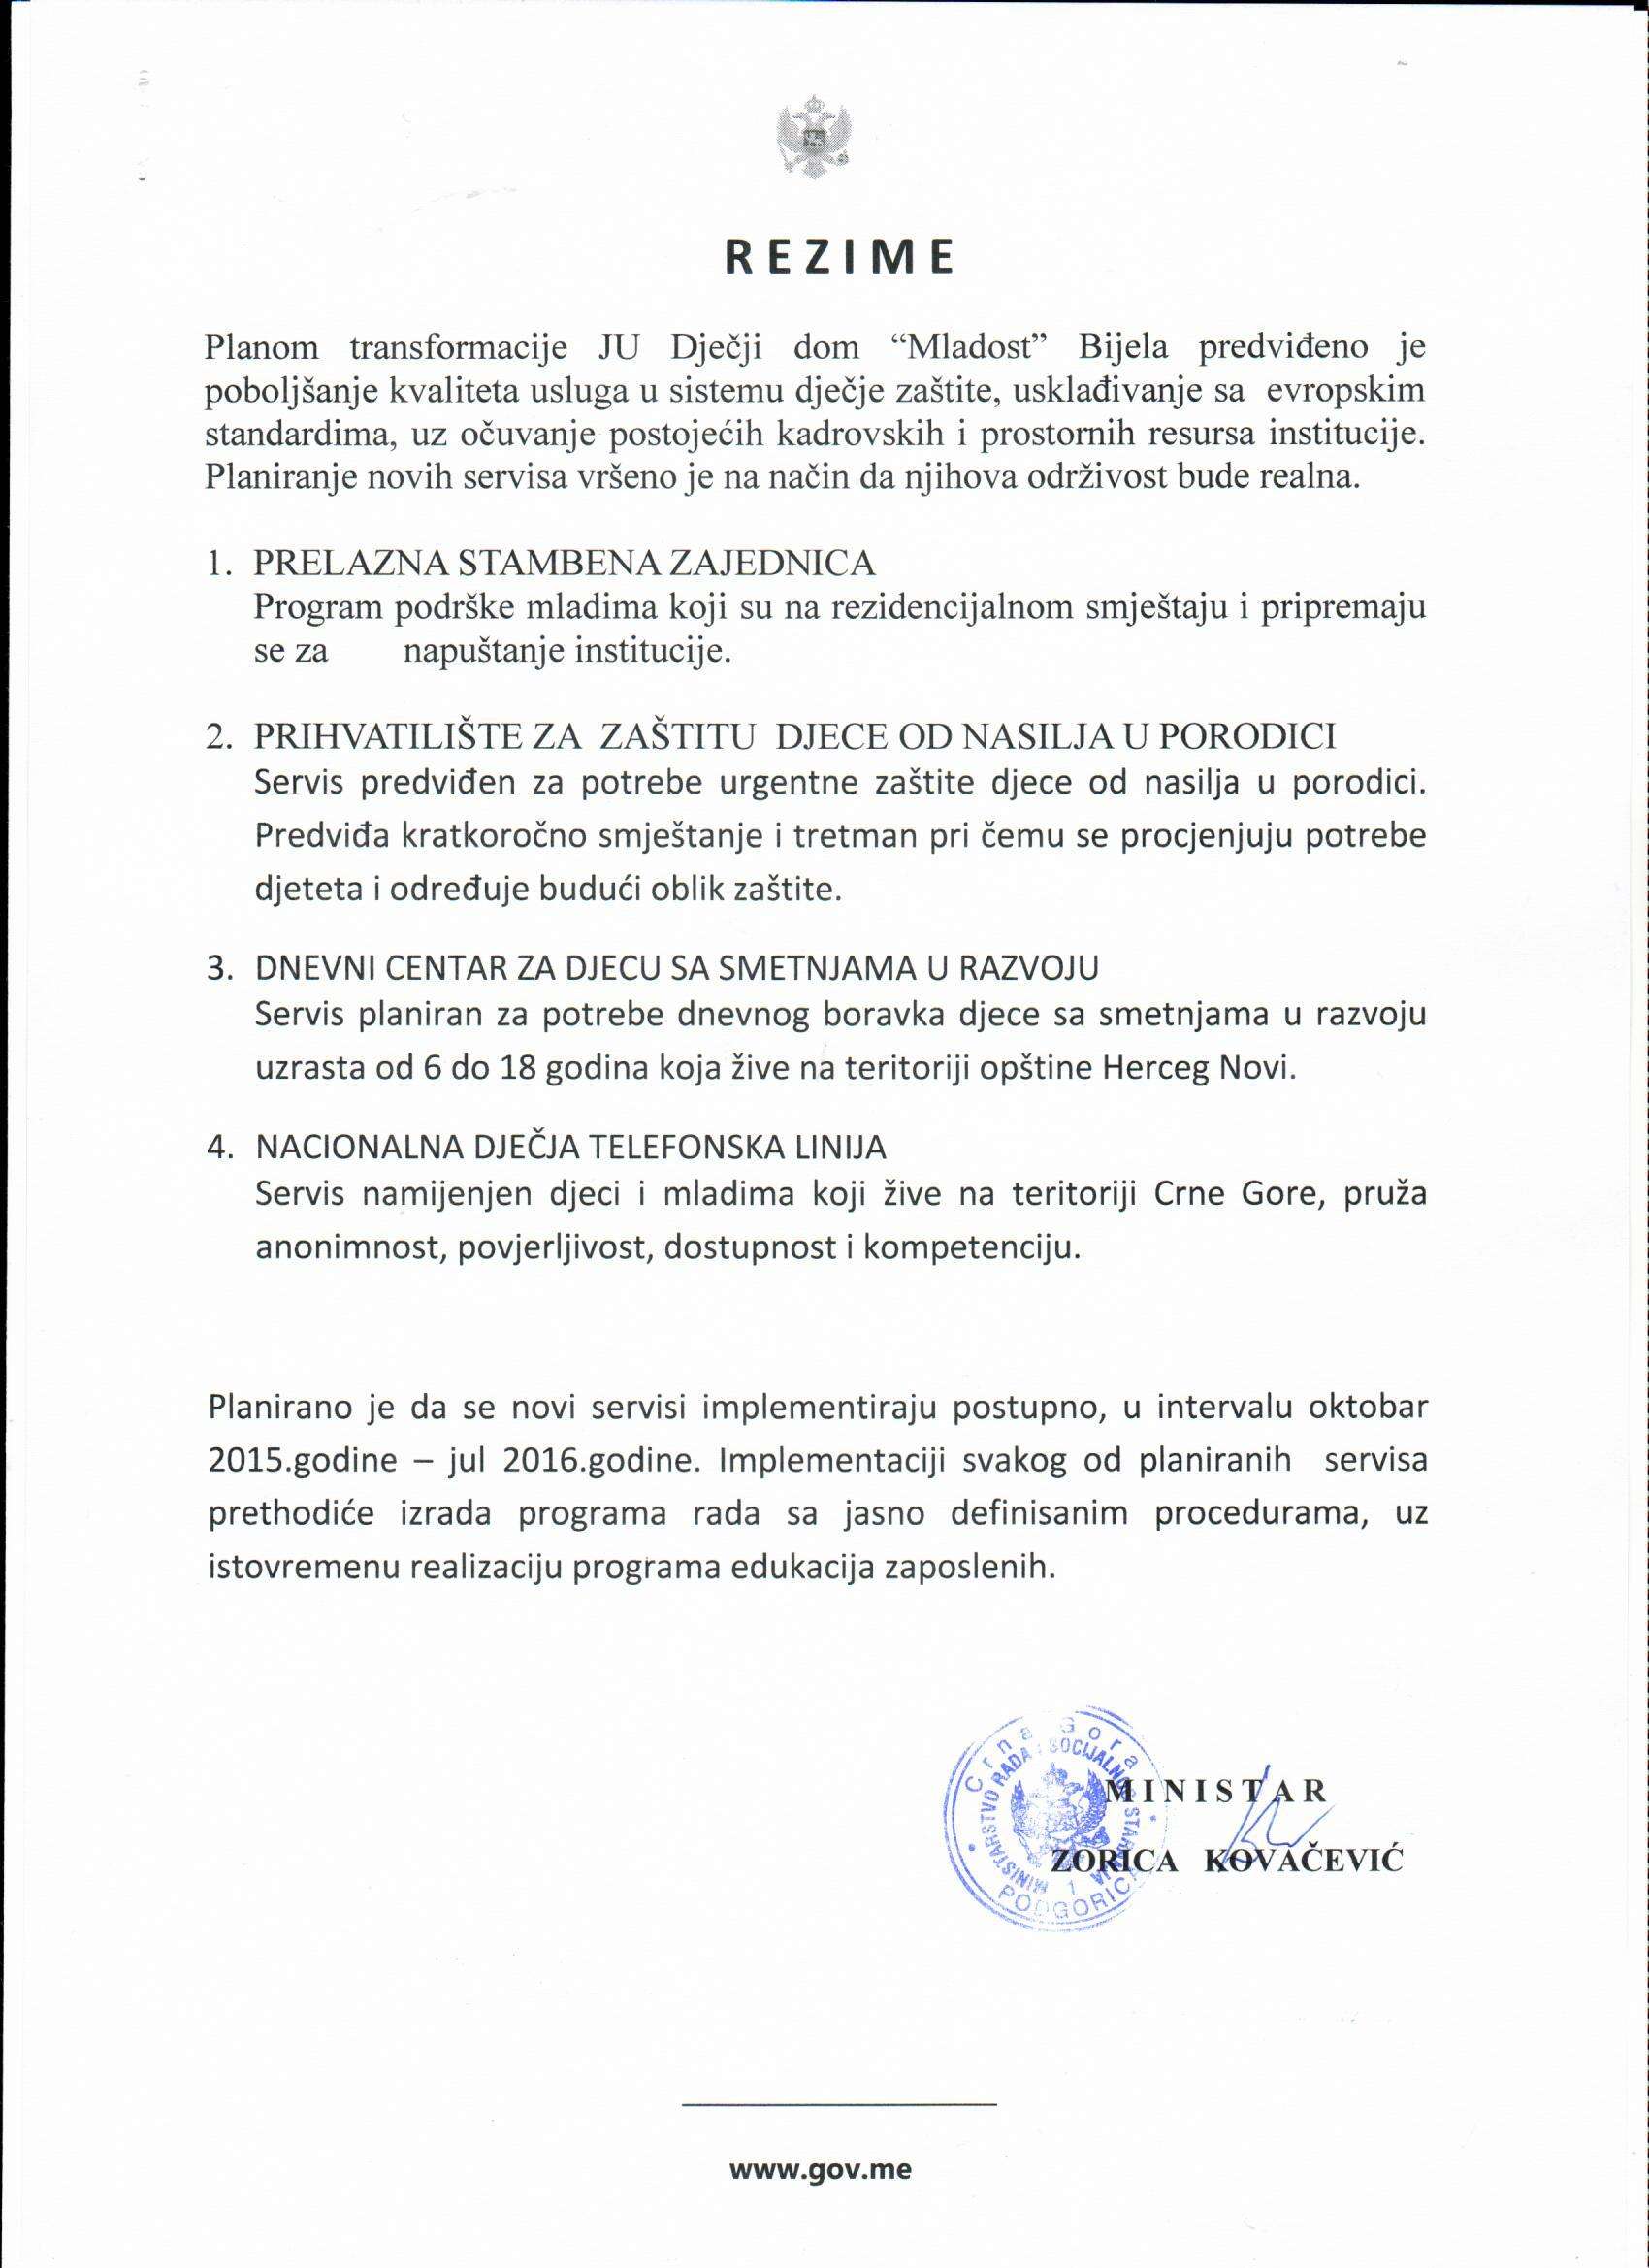 REZIME
Planom transformacije JU Dječji dom “Mladost” Bijela predviđeno je
poboljšanje kvaliteta usluga u sistemu dječje zaštite, usklađivanje sa evropskim
standardima, uz očuvanje postojećih kadrovskih i prostornih resursa institucije.
Planiranje novih servisa vršeno je na način da njihova održivost bude realna.
1. PRELAZNA STAMBENA ZAJEDNICA
Program podrške mladima koji su na rezidencijalnom smještaju i pripremaju
se za napuštanje institucije.
2. PRIHVATILIŠTE ZA ZAŠTITU DJECE OD NASILJA U PORODICI
Servis predviđen za potrebe urgentne zaštite djece od nasilja u porodici.
Predviđa kratkoročno smještanje i tretman pri čemu se procjenjuju potrebe
djeteta i određuje budući oblik zaštite.
3. DNEVNI CENTAR ZA DJECU SA SMETNJAMA U RAZVOJU
Servis planiran za potrebe dnevnog boravka djece sa smetnjama u razvoju
uzrasta od 6 do 18 godina koja žive na teritoriji opštine Herceg Novi.
4. NACIONALNA DJEČJA TELEFONSKA LINIJA
Servis namijenjen djeci i mladima koji žive na teritoriji Crne Gore, pruža
anonimnost, povjerljivost, dostupnost i kompetenciju.
Planirano je da se novi servisi implementiraju postupno, u intervalu oktobar
2015.godine – jul 2016.godine. Implementaciji svakog od planiranih servisa
prethodiće izrada programa rada sa jasno definisanim procedurama, uz
istovremenu realizaciju programa edukacija zaposlenih.
Crna Gora
MINISTARSTVO RADA I SOCIJALNOG STARANJA
1
PODGORICA
MINISTAR
ZORICA KOVAČEVIĆ
www.gov.me